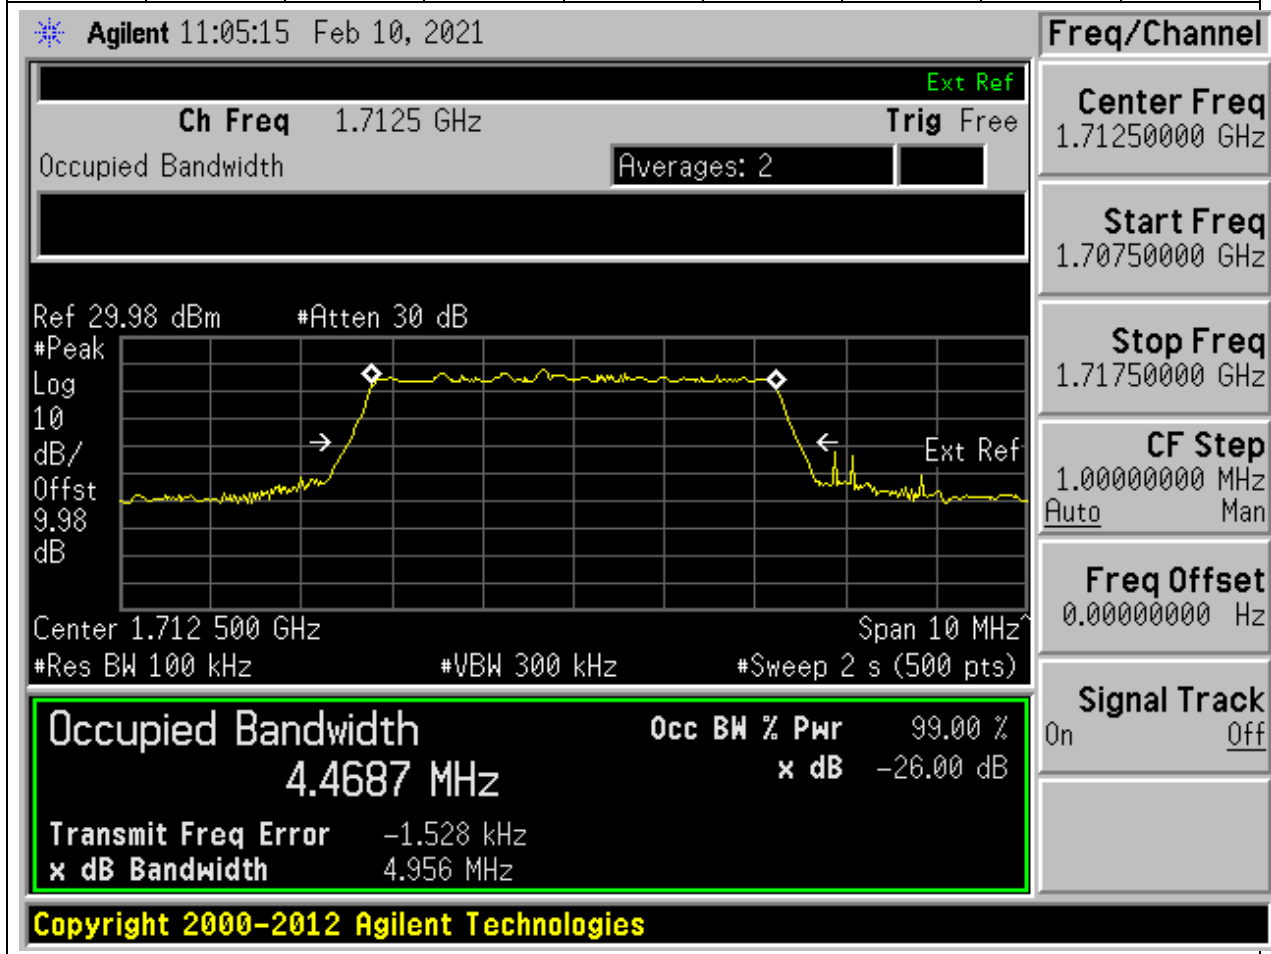 Agilent 11:05:15 Feb 10, 2021
Freq/Channel
Ext Ref
Ch Freq 1.7125 GHz Trig Free
Occupied Bandwidth Averages: 2
Center Freq
1.71250000 GHz
Start Freq
1.70750000 GHz
Stop Freq
1.71750000 GHz
CF Step
1.00000000 MHz
Auto Man
Freq Offset
0.00000000 Hz
Signal Track
On Off
Ref 29.98 dBm #Atten 30 dB
#Peak
Log
10
dB/
Offst
9.98
dB
Ext Ref
Center 1.712 500 GHz Span 10 MHz^
#Res BW 100 kHz #VBW 300 kHz #Sweep 2 s (500 pts)
Occupied Bandwidth
4.4687 MHz
Occ BW % Pwr 99.00 %
x dB -26.00 dB
Transmit Freq Error -1.528 kHz
x dB Bandwidth 4.956 MHz
Copyright 2000-2012 Agilent Technologies